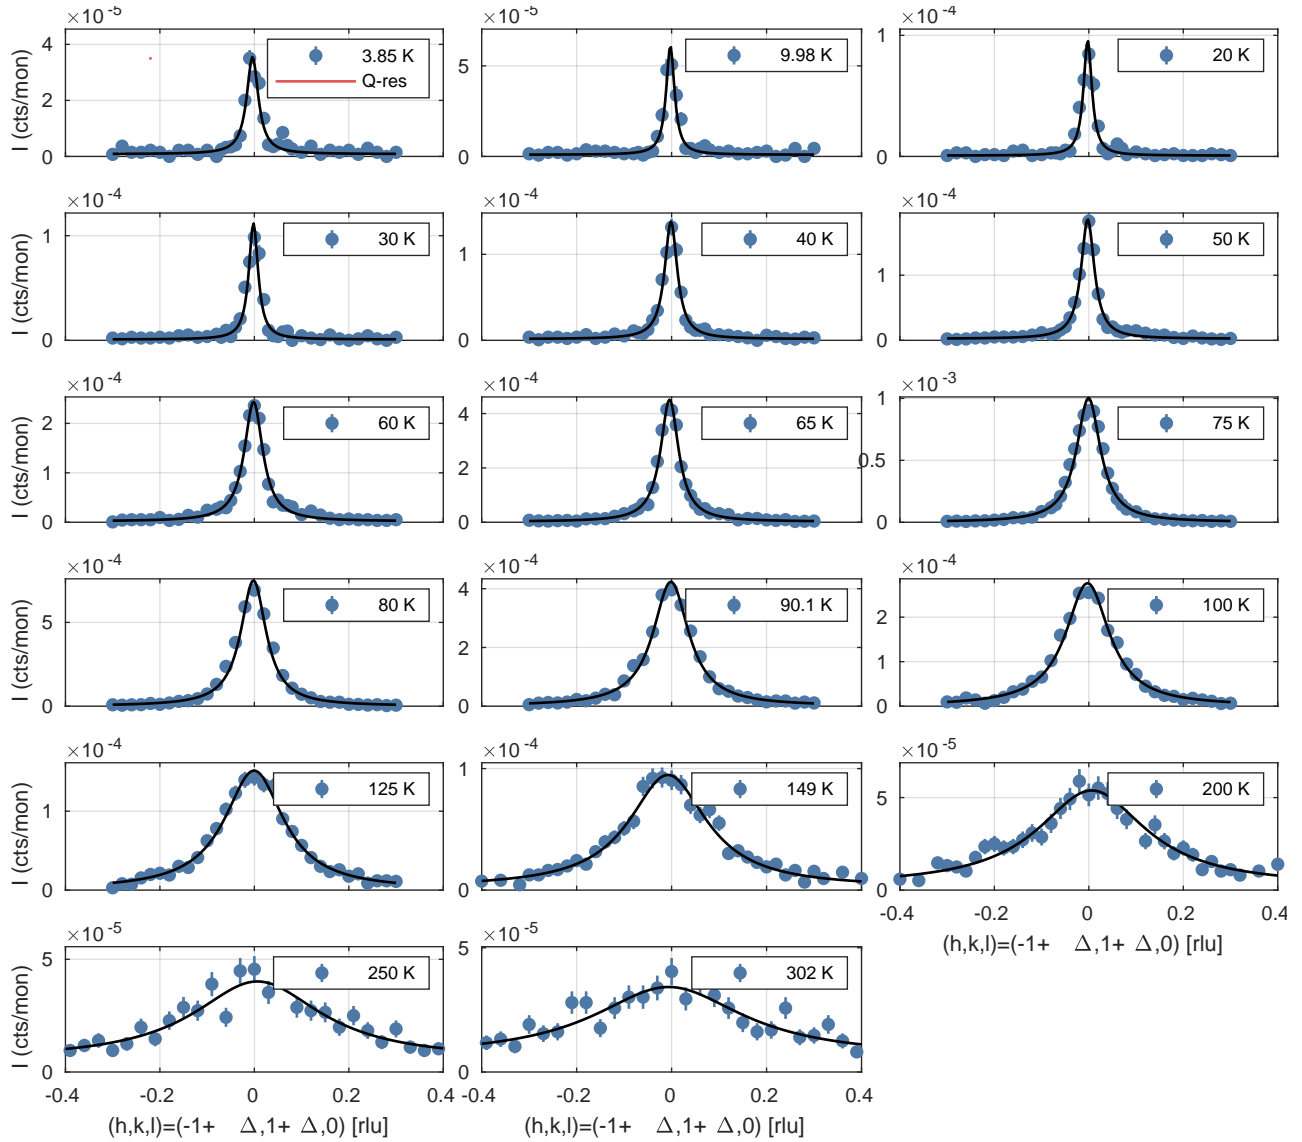 ×10 -5
×10 -5
×10 -4
I (cts/mon)
4
2
0
3.85 K
Q-res
5
0
9.98 K
1
0
20 K
×10 -4
×10 -4
×10 -4
I (cts/mon)
1
0
30 K
1
0
40 K
1
0
50 K
×10 -4
×10 -4
×10 -3
I (cts/mon)
2
1
0
60 K
4
2
0
65 K
1
0.5
0
75 K
×10 -4
×10 -4
×10 -4
I (cts/mon)
5
0
80 K
4
2
0
90.1 K
2
1
0
100 K
×10 -4
×10 -4
×10 -5
I (cts/mon)
1
0
125 K
1
0
149 K
5
0
200 K
-0.4 -0.2 0 0.2 0.4
(h,k,l)=(-1+ Δ,1+ Δ,0) [rlu]
×10 -5
×10 -5
I (cts/mon)
5
0
250 K
5
0
302 K
-0.4 -0.2 0 0.2 0.4
-0.4 -0.2 0 0.2 0.4
(h,k,l)=(-1+ Δ,1+ Δ,0) [rlu]
(h,k,l)=(-1+ Δ,1+ Δ,0) [rlu]